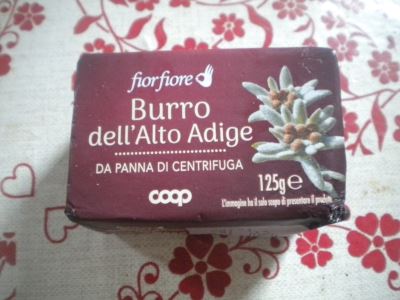 fiorfiore
Burro
dell'Alto Adige
DA PANNA DI CENTRIFUGA
coop
125g e
L'immagine ha il solo scopo di presentare il prodotto